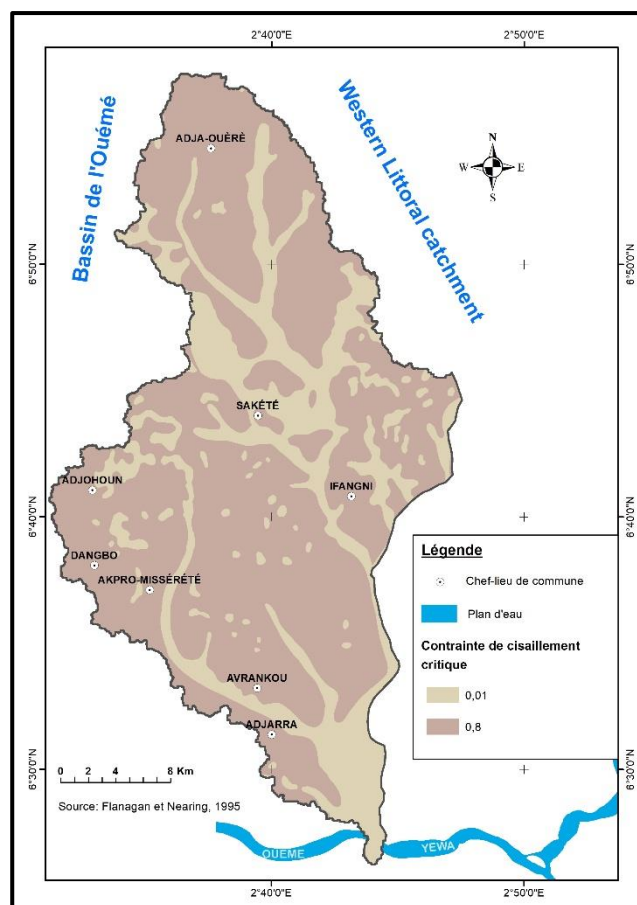 2°40'0"E
2°50'0"E
Bassin de l'Ouémé
Western Littoral catchment
N
W
E
S
ADJA-OUÈRÈ
6°50'0"N
6°50'0"N
SAKÉTÉ
ADJOHOUN
IFANGNI
6°40'0"N
6°40'0"N
DANGBO
AKPRO-MISSÉRÉTÉ
AVRANKOU
ADJARRA
Légende
Chef-lieu de commune
Plan d'eau
Contrainte de cisaillement
critique
0,01
0,8
0 2 4 6 8 Km
6°30'0"N
6°30'0"N
Source: Flanagan et Nearing, 1995
OUEME
YEWA
2°40'0"E
2°50'0"E